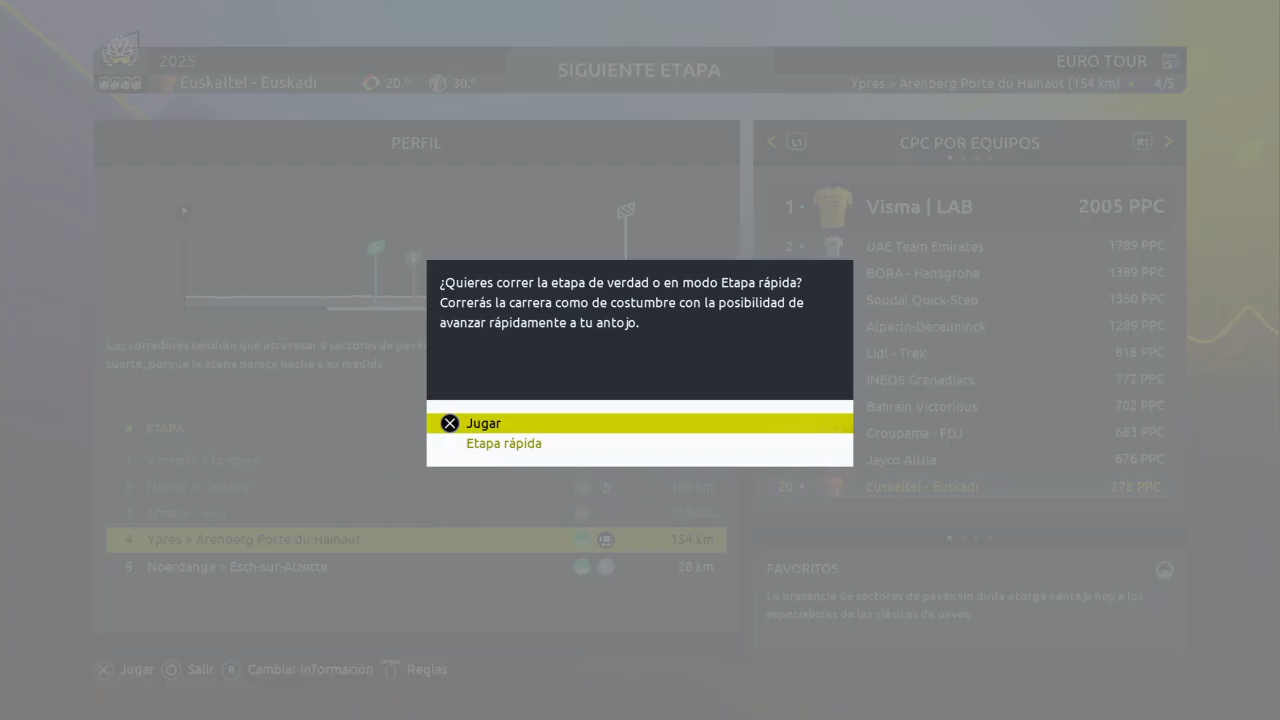 2025
SIGUIENTE ETAPA
EURO TOUR
Euskaltel - Euskadi
20.º
30.º
Ypres > Arenberg Porte du Hainaut (154 km) •
4/5
PERFIL
L1
CPC POR EQUIPOS
R1
1 •
Visma | LAB
2005 PPC
2 •
UAE Team Emirates
1789 PPC
BORA - Hansgrohe
1389 PPC
Soudal Quick-Step
1350 PPC
Alpecin-Deceuninck
1289 PPC
Lidl - Trek
818 PPC
INEOS Grenadiers
772 PPC
Bahrain Victorious
702 PPC
Groupama - FDJ
683 PPC
Jayco AlUla
676 PPC
20 •
Euskaltel - Euskadi
278 PPC
Los corredores tendrán que atravesar 9 sectores de pavés
suerte, porque la etapa parece hecha a su medida.
¿Quieres correr la etapa de verdad o en modo Etapa rápida?
Correrás la carrera como de costumbre con la posibilidad de
avanzar rápidamente a tu antojo.
Jugar
Etapa rápida
# ETAPA
1
2
3
4 Ypres > Arenberg Porte du Hainaut
154 km
5 Noerdange > Esch-sur-Alzette
28 km
FAVORITOS
La presencia de sectores de pavés sin duda otorga ventaja hoy a los
especialistas de las clásicas de pavés.
Jugar
Salir
R Cambiar información
Reglas